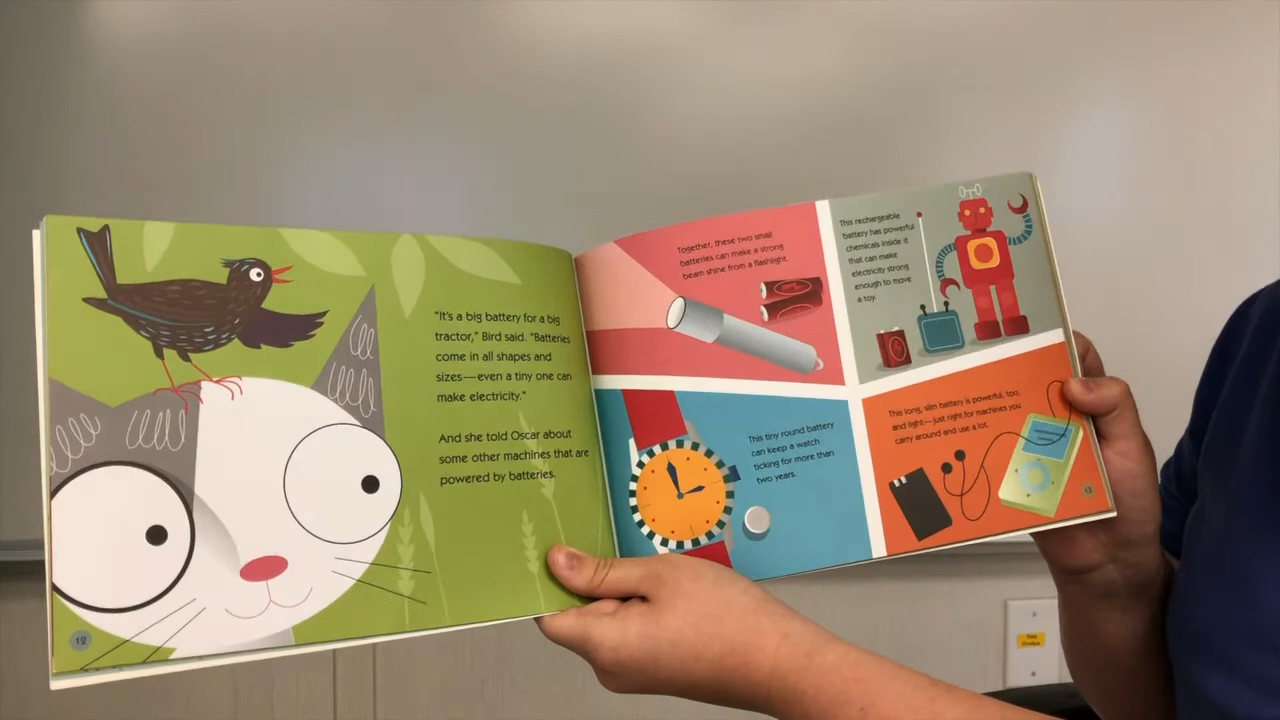 "It's a big battery for a big
tractor," Bird said. "Batteries
come in all shapes and
sizes—even a tiny one can
make electricity."
And she told Oscar about
some other machines that are
powered by batteries.
12
Together, these two small
batteries can make a strong
beam shine from a flashlight.
This rechargeable
battery has powerful
chemicals inside it
that can make
electricity strong
enough to move
a toy.
This tiny round battery
can keep a watch
ticking for more than
two years.
This long, slim battery is powerful, too,
and light—just right for machines you
carry around and use a lot.
13